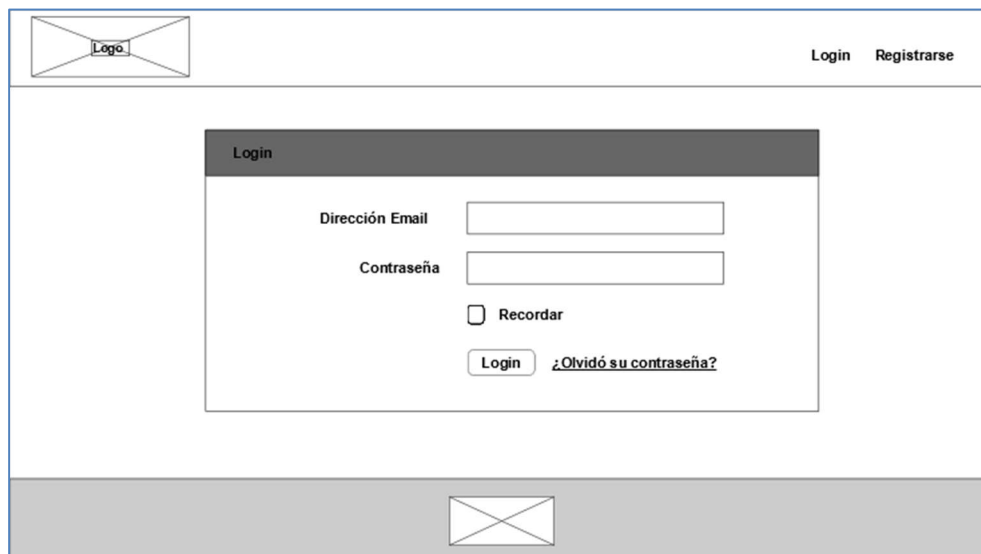 Logo
Login Registrarse
Login
Dirección Email
Contraseña
Recordar
Login ¿Olvidó su contraseña?